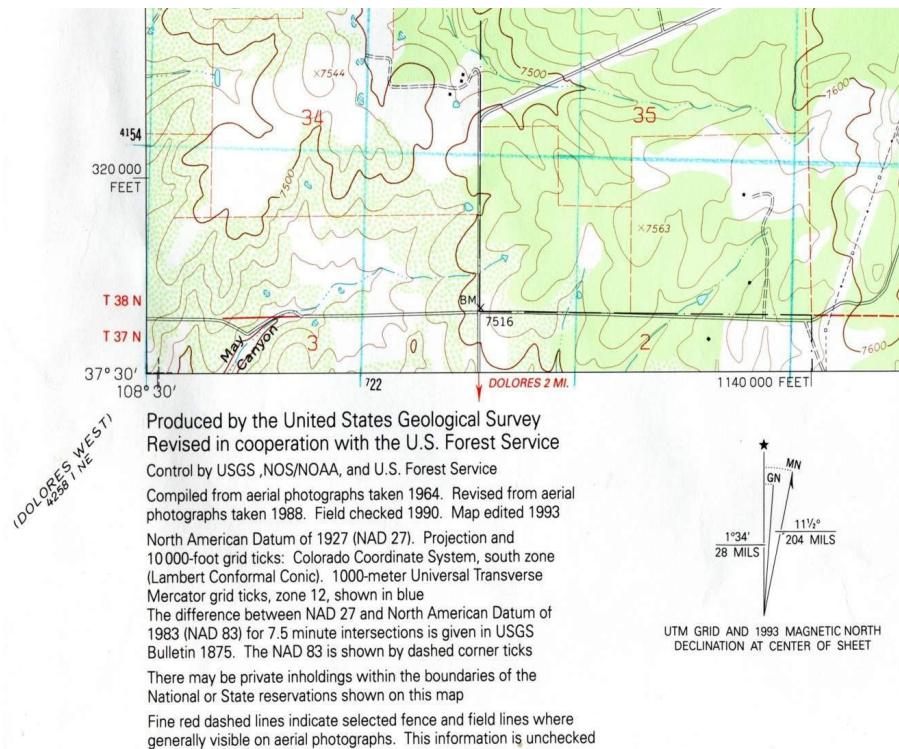 7544
7500
7600
34
35
4154
320 000
FEET
7500
7563
T 38 N
BM
7516
T 37 N
May
Canyon
3
2
7600
37° 30'
108° 30'
722
DOLORES 2 MI.
1140 000 FEET
(DOLORES WEST)
4258 I NE
Produced by the United States Geological Survey
Revised in cooperation with the U.S. Forest Service
Control by USGS ,NOS/NOAA, and U.S. Forest Service
Compiled from aerial photographs taken 1964. Revised from aerial
photographs taken 1988. Field checked 1990. Map edited 1993
North American Datum of 1927 (NAD 27). Projection and
10 000-foot grid ticks: Colorado Coordinate System, south zone
(Lambert Conformal Conic). 1000-meter Universal Transverse
Mercator grid ticks, zone 12, shown in blue
The difference between NAD 27 and North American Datum of
1983 (NAD 83) for 7.5 minute intersections is given in USGS
Bulletin 1875. The NAD 83 is shown by dashed corner ticks
There may be private inholdings within the boundaries of the
National or State reservations shown on this map
Fine red dashed lines indicate selected fence and field lines where
generally visible on aerial photographs. This information is unchecked
★
MN
GN
1°34'
28 MILS
11½°
204 MILS
UTM GRID AND 1993 MAGNETIC NORTH
DECLINATION AT CENTER OF SHEET